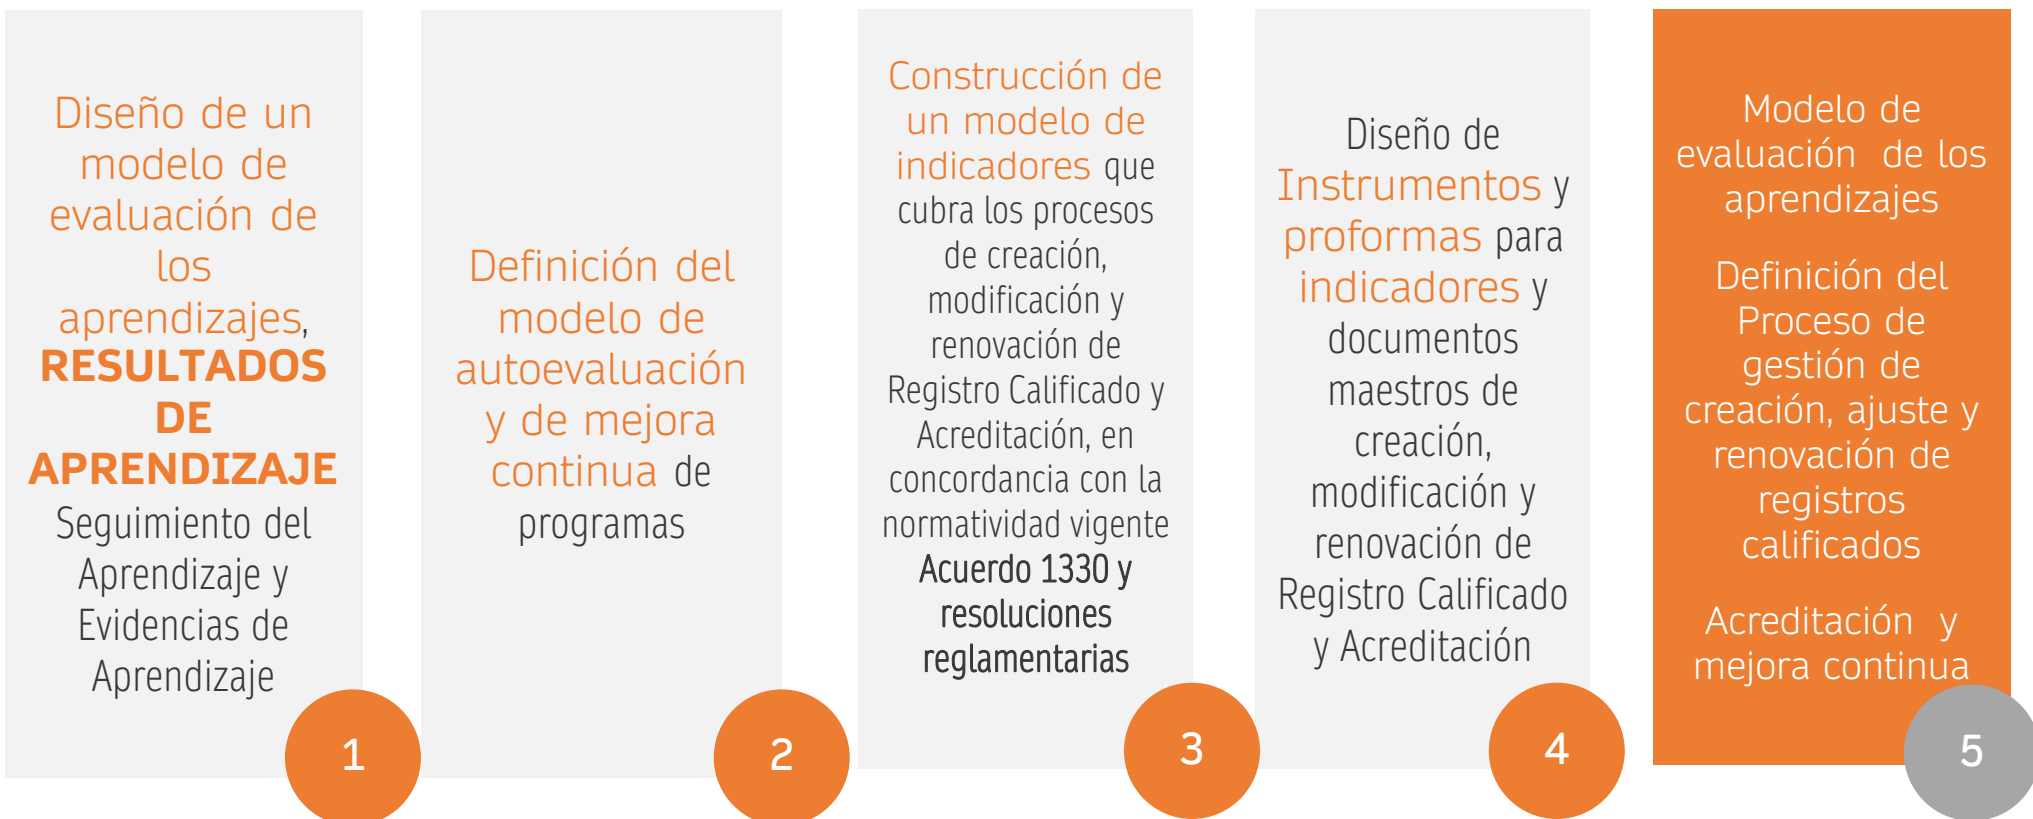 Diseño de un
modelo de
evaluación de
los
aprendizajes,
RESULTADOS
DE
APRENDIZAJE
Seguimiento del
Aprendizaje y
Evidencias de
Aprendizaje
1
Definición del
modelo de
autoevaluación
y de mejora
continua de
programas
2
Construcción de
un modelo de
indicadores que
cubra los procesos
de creación,
modificación y
renovación de
Registro Calificado y
Acreditación, en
concordancia con la
normatividad vigente
Acuerdo 1330 y
resoluciones
reglamentarias
3
Diseño de
Instrumentos y
proformas para
indicadores y
documentos
maestros de
creación,
modificación y
renovación de
Registro Calificado
y Acreditación
4
Modelo de
evaluación de los
aprendizajes
Definición del
Proceso de
gestión de
creación, ajuste y
renovación de
registros
calificados
Acreditación y
mejora continua
5